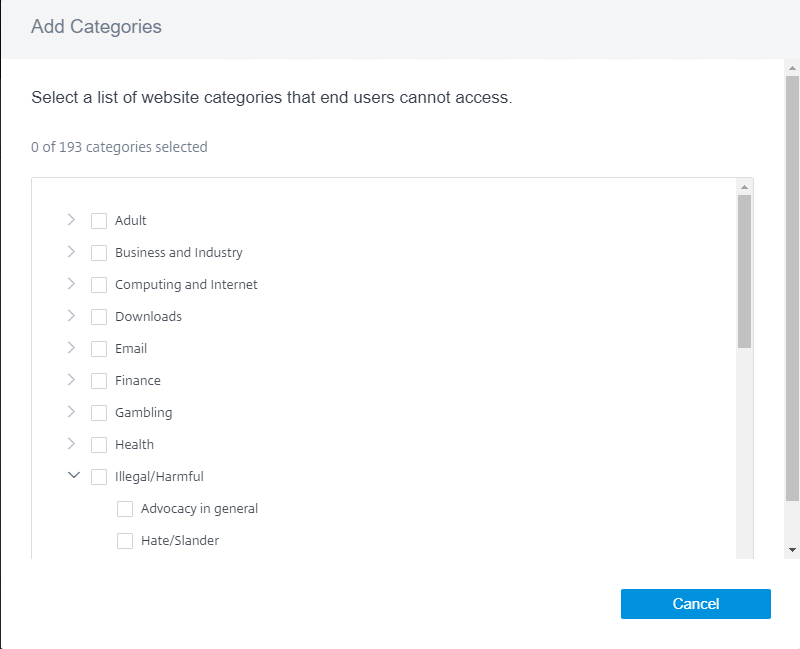 Add Categories
Select a list of website categories that end users cannot access.
0 of 193 categories selected
Adult
Business and Industry
Computing and Internet
Downloads
Email
Finance
Gambling
Health
Illegal/Harmful
Advocacy in general
Hate/Slander
Cancel